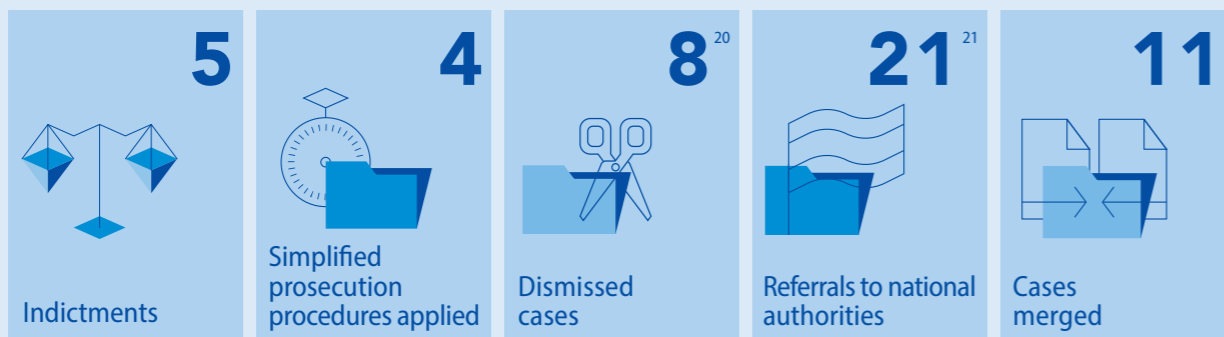 5
Indictments
4
Simplified
prosecution
procedures applied
8 20
Dismissed
cases
21 21
Referrals to national
authorities
11
Cases
merged